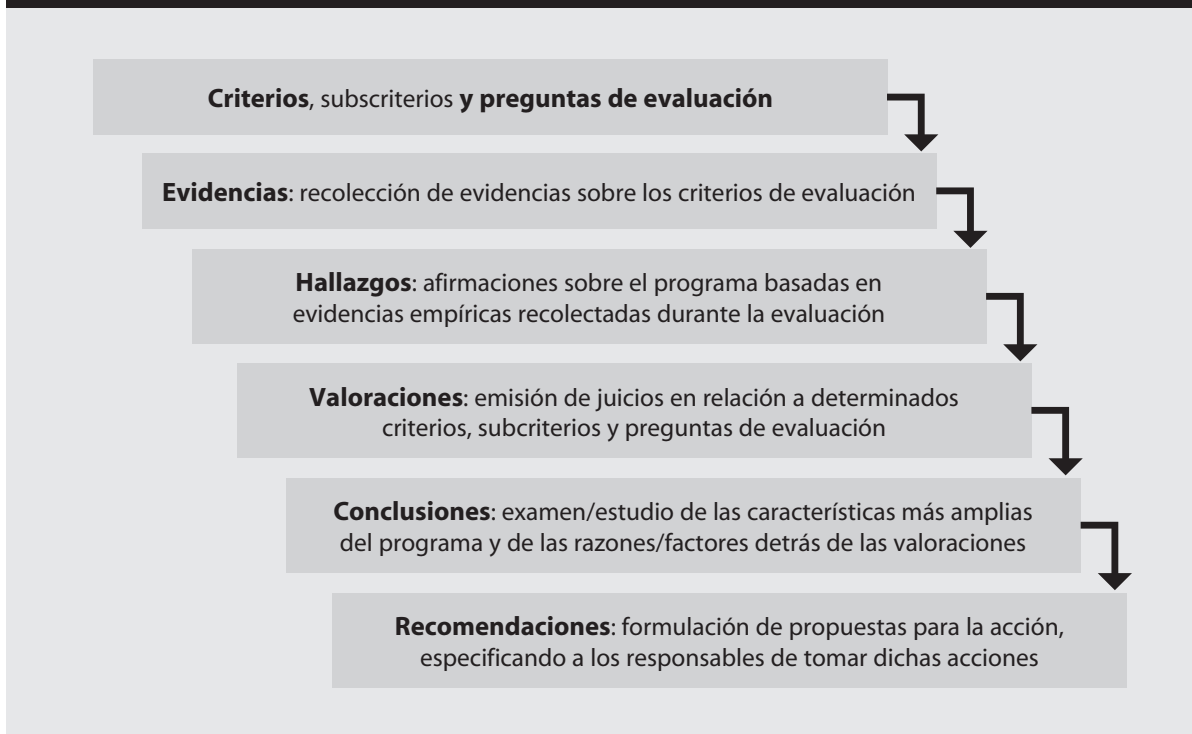 Criterios, subscriterios y preguntas de evaluación
Evidencias: recolección de evidencias sobre los criterios de evaluación
Hallazgos: afirmaciones sobre el programa basadas en
evidencias empíricas recolectadas durante la evaluación
Valoraciones: emisión de juicios en relación a determinados
criterios, subcriterios y preguntas de evaluación
Conclusiones: examen/estudio de las características más amplias
del programa y de las razones/factores detrás de las valoraciones
Recomendaciones: formulación de propuestas para la acción,
especificando a los responsables de tomar dichas acciones